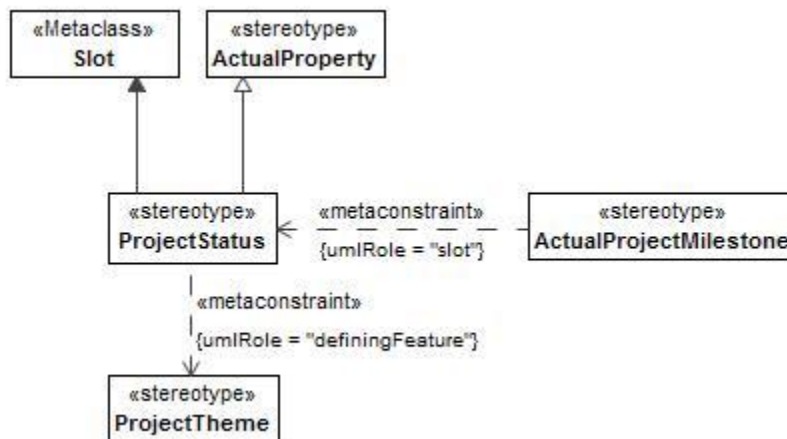 «Metaclass»
Slot
«stereotype»
ActualProperty
«stereotype»
ProjectStatus
«metaconstraint»
{umlRole = "slot"}
«stereotype»
ActualProjectMilestone
«metaconstraint»
{umlRole = "definingFeature"}
«stereotype»
ProjectTheme